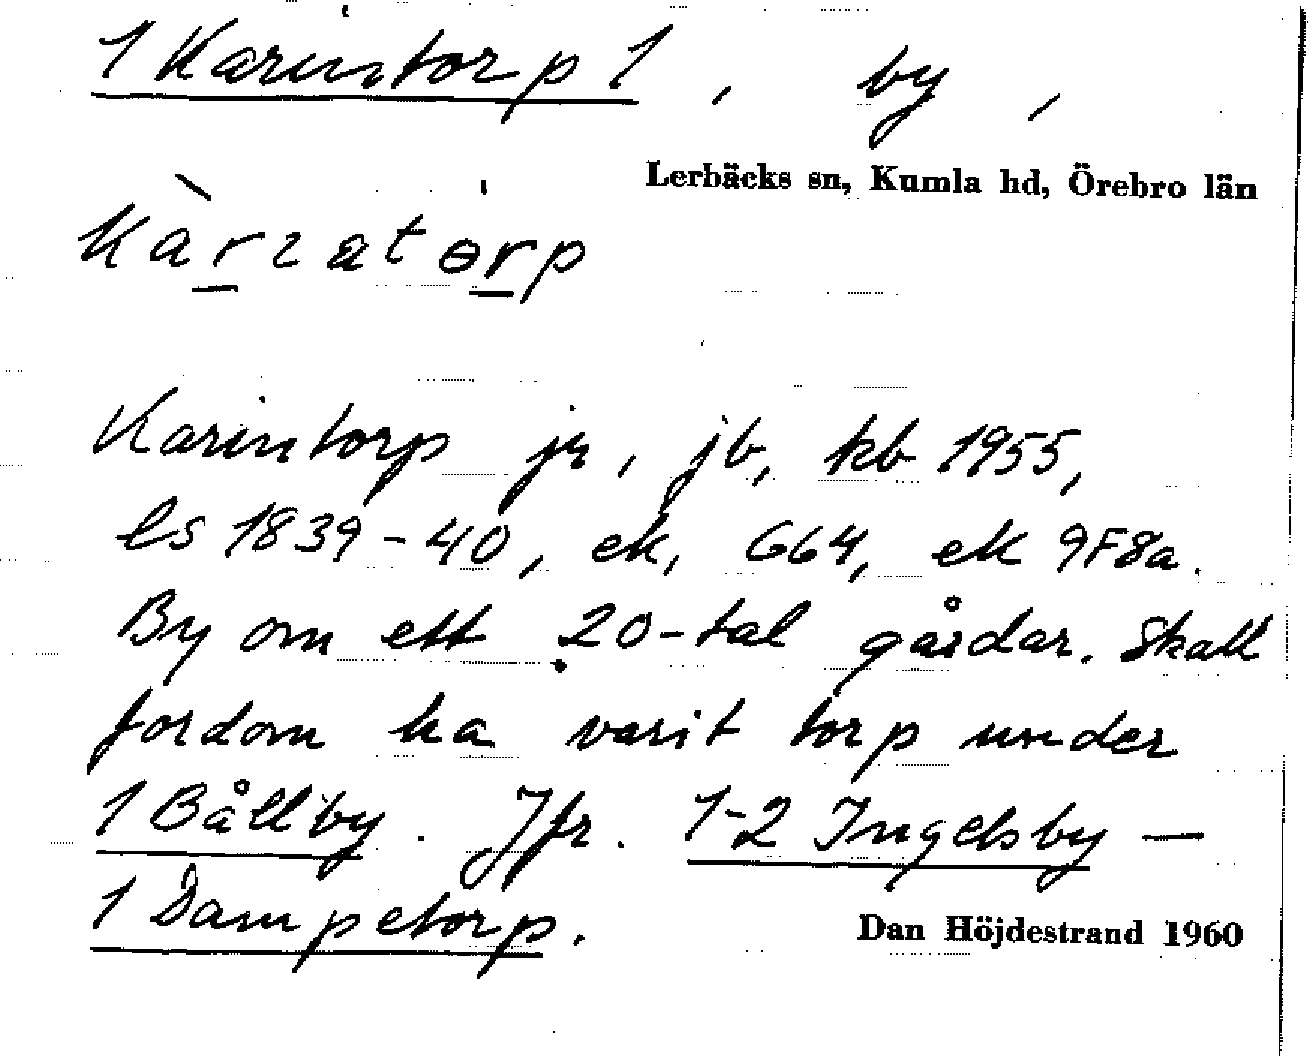 1 Karintorp 1, by,
Lerbäcks sn, Kumla hd, Örebro län
Karintorp jr, jb, kb 1955,
ls 1839-40, ek, G64, ek 9F8a.
By om ett 20-tal gårdar. Skall
fordom ha varit torp under
1 Bållby. Jfr. 1-2 Ingelsby —
1 Dampetorp.
Dan Höjdestrand 1960